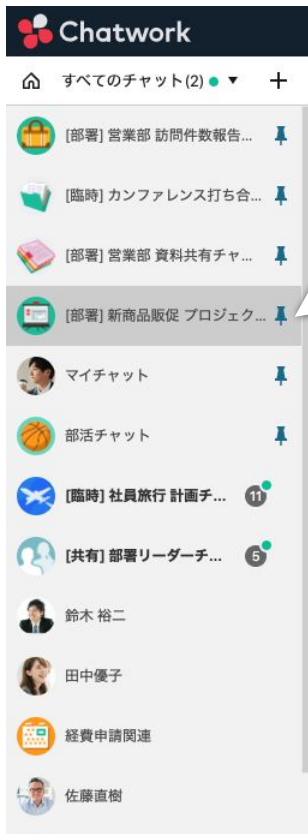 Chatwork
すべてのチャット(2)
[部署] 営業部 訪問件数報告...
[臨時] カンファレンス打ち合...
[部署] 営業部 資料共有チャ...
[部署] 新商品販促 プロジェク...
マイチャット
部活チャット
[臨時] 社員旅行 計画チ... 11
[共有] 部署リーダーチ... 5
鈴木 裕二
田中優子
経費申請関連
佐藤直樹